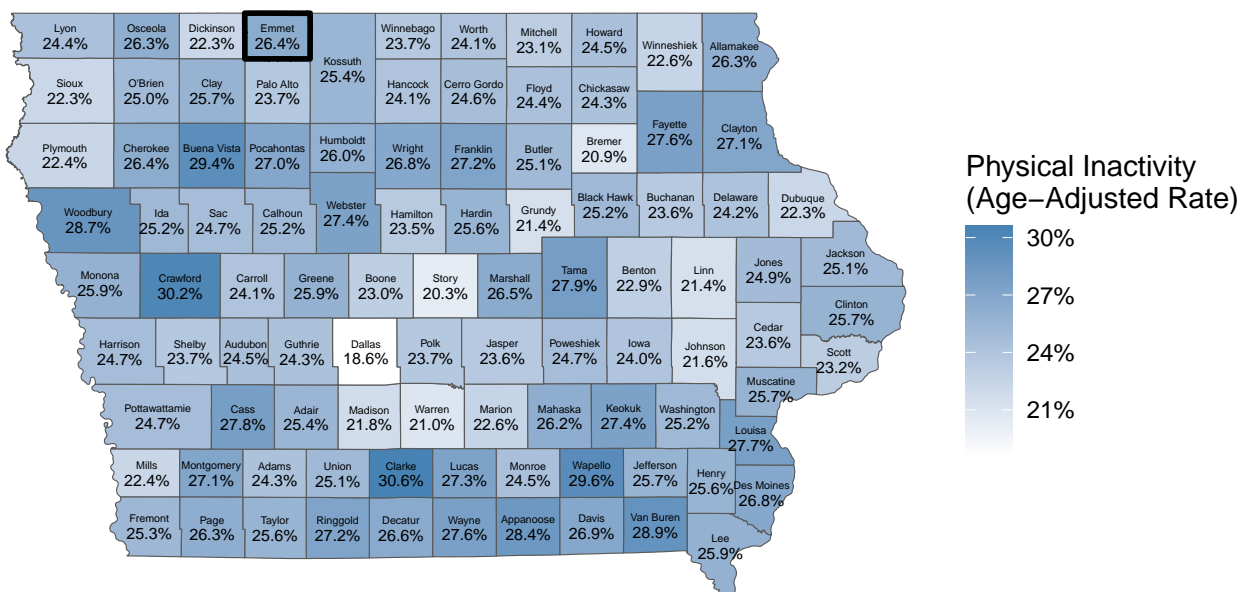 Lyon
24.4%
Osceola
26.3%
Dickinson
22.3%
Emmet
26.4%
Kossuth
25.4%
Winnebago
23.7%
Worth
24.1%
Mitchell
23.1%
Howard
24.5%
Winneshiek
22.6%
Allamakee
26.3%
Sioux
22.3%
O'Brien
25.0%
Clay
25.7%
Palo Alto
23.7%
Hancock
24.1%
Cerro Gordo
24.6%
Floyd
24.4%
Chickasaw
24.3%
Plymouth
22.4%
Cherokee
26.4%
Buena Vista
29.4%
Pocahontas
27.0%
Humboldt
26.0%
Wright
26.8%
Franklin
27.2%
Butler
25.1%
Bremer
20.9%
Fayette
27.6%
Clayton
27.1%
Woodbury
28.7%
Ida
25.2%
Sac
24.7%
Calhoun
25.2%
Webster
27.4%
Hamilton
23.5%
Hardin
25.6%
Grundy
21.4%
Black Hawk
25.2%
Buchanan
23.6%
Delaware
24.2%
Dubuque
22.3%
Monona
25.9%
Crawford
30.2%
Carroll
24.1%
Greene
25.9%
Boone
23.0%
Story
20.3%
Marshall
26.5%
Tama
27.9%
Benton
22.9%
Linn
21.4%
Jones
24.9%
Jackson
25.1%
Clinton
25.7%
Harrison
24.7%
Shelby
23.7%
Audubon
24.5%
Guthrie
24.3%
Dallas
18.6%
Polk
23.7%
Jasper
23.6%
Poweshiek
24.7%
Iowa
24.0%
Johnson
21.6%
Cedar
23.6%
Scott
23.2%
Muscatine
25.7%
Pottawattamie
24.7%
Cass
27.8%
Adair
25.4%
Madison
21.8%
Warren
21.0%
Marion
22.6%
Mahaska
26.2%
Keokuk
27.4%
Washington
25.2%
Louisa
27.7%
Mills
22.4%
Montgomery
27.1%
Adams
24.3%
Union
25.1%
Clarke
30.6%
Lucas
27.3%
Monroe
24.5%
Wapello
29.6%
Jefferson
25.7%
Henry
25.6%
Des Moines
26.8%
Fremont
25.3%
Page
26.3%
Taylor
25.6%
Ringgold
27.2%
Decatur
26.6%
Wayne
27.6%
Appanoose
28.4%
Davis
26.9%
Van Buren
28.9%
Lee
25.9%
Physical Inactivity
(Age−Adjusted Rate)
30%
27%
24%
21%